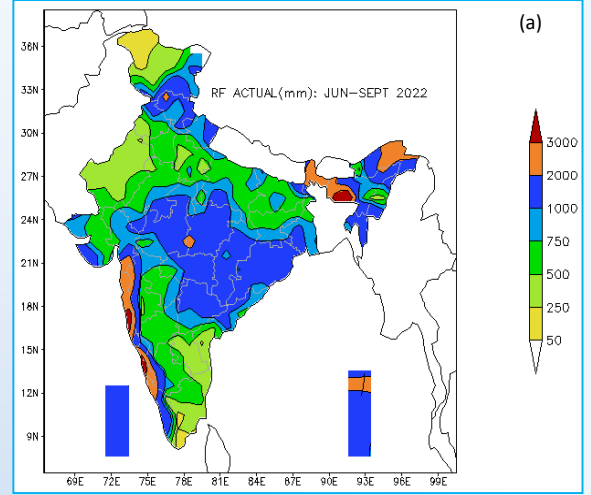 (a)
RF ACTUAL(mm): JUN-SEPT 2022
36N
33N
30N
27N
24N
21N
18N
15N
12N
9N
69E 72E 75E 78E 81E 84E 87E 90E 93E 96E 99E
3000
2000
1000
750
500
250
50